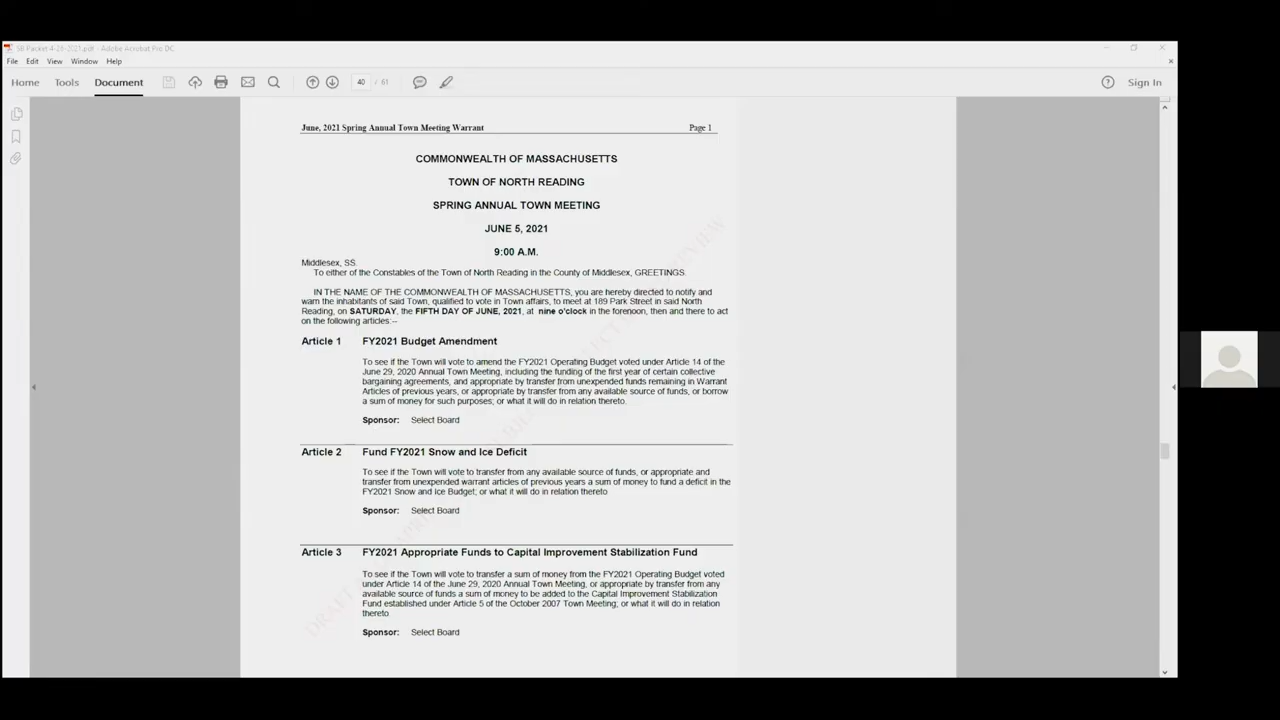 SB Packet 4-26-2021.pdf - Adobe Acrobat Pro DC
File Edit View Window Help
Home Tools Document 40 / 61 Sign In
June, 2021 Spring Annual Town Meeting Warrant Page 1
COMMONWEALTH OF MASSACHUSETTS
TOWN OF NORTH READING
SPRING ANNUAL TOWN MEETING
JUNE 5, 2021
9:00 A.M.
Middlesex, SS.
To either of the Constables of the Town of North Reading in the County of Middlesex, GREETINGS.
IN THE NAME OF THE COMMONWEALTH OF MASSACHUSETTS, you are hereby directed to notify and
warn the inhabitants of said Town, qualified to vote in Town affairs, to meet at 189 Park Street in said North
Reading, on SATURDAY, the FIFTH DAY OF JUNE, 2021, at nine o'clock in the forenoon, then and there to act
on the following articles:--
Article 1 FY2021 Budget Amendment
To see if the Town will vote to amend the FY2021 Operating Budget voted under Article 14 of the
June 29, 2020 Annual Town Meeting, including the funding of the first year of certain collective
bargaining agreements, and appropriate by transfer from unexpended funds remaining in Warrant
Articles of previous years, or appropriate by transfer from any available source of funds, or borrow
a sum of money for such purposes; or what it will do in relation thereto.
Sponsor: Select Board
Article 2 Fund FY2021 Snow and Ice Deficit
To see if the Town will vote to transfer from any available source of funds, or appropriate and
transfer from unexpended warrant articles of previous years a sum of money to fund a deficit in the
FY2021 Snow and Ice Budget; or what it will do in relation thereto
Sponsor: Select Board
Article 3 FY2021 Appropriate Funds to Capital Improvement Stabilization Fund
To see if the Town will vote to transfer a sum of money from the FY2021 Operating Budget voted
under Article 14 of the June 29, 2020 Annual Town Meeting, or appropriate by transfer from any
available source of funds a sum of money to be added to the Capital Improvement Stabilization
Fund established under Article 5 of the October 2007 Town Meeting; or what it will do in relation
thereto
Sponsor: Select Board